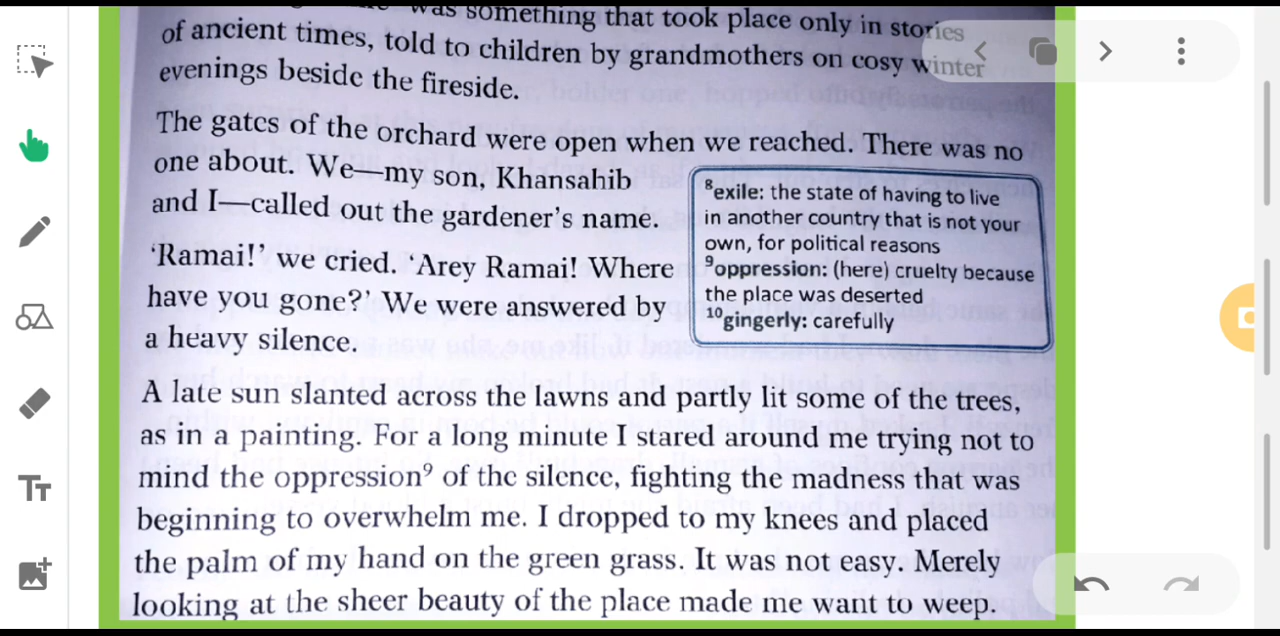 was something that took place only in stories
of ancient times, told to children by grandmothers on cosy winter
evenings beside the fireside.
The gates of the orchard were open when we reached. There was no
one about. We—my son, Khansahib
and I—called out the gardener's name.
'Ramai!' we cried. 'Arey Ramai! Where
have you gone?' We were answered by
a heavy silence.
8exile: the state of having to live
in another country that is not your
own, for political reasons
9oppression: (here) cruelty because
the place was deserted
10gingerly: carefully
A late sun slanted across the lawns and partly lit some of the trees,
as in a painting. For a long minute I stared around me trying not to
mind the oppression9 of the silence, fighting the madness that was
beginning to overwhelm me. I dropped to my knees and placed
the palm of my hand on the green grass. It was not easy. Merely
looking at the sheer beauty of the place made me want to weep.
TT